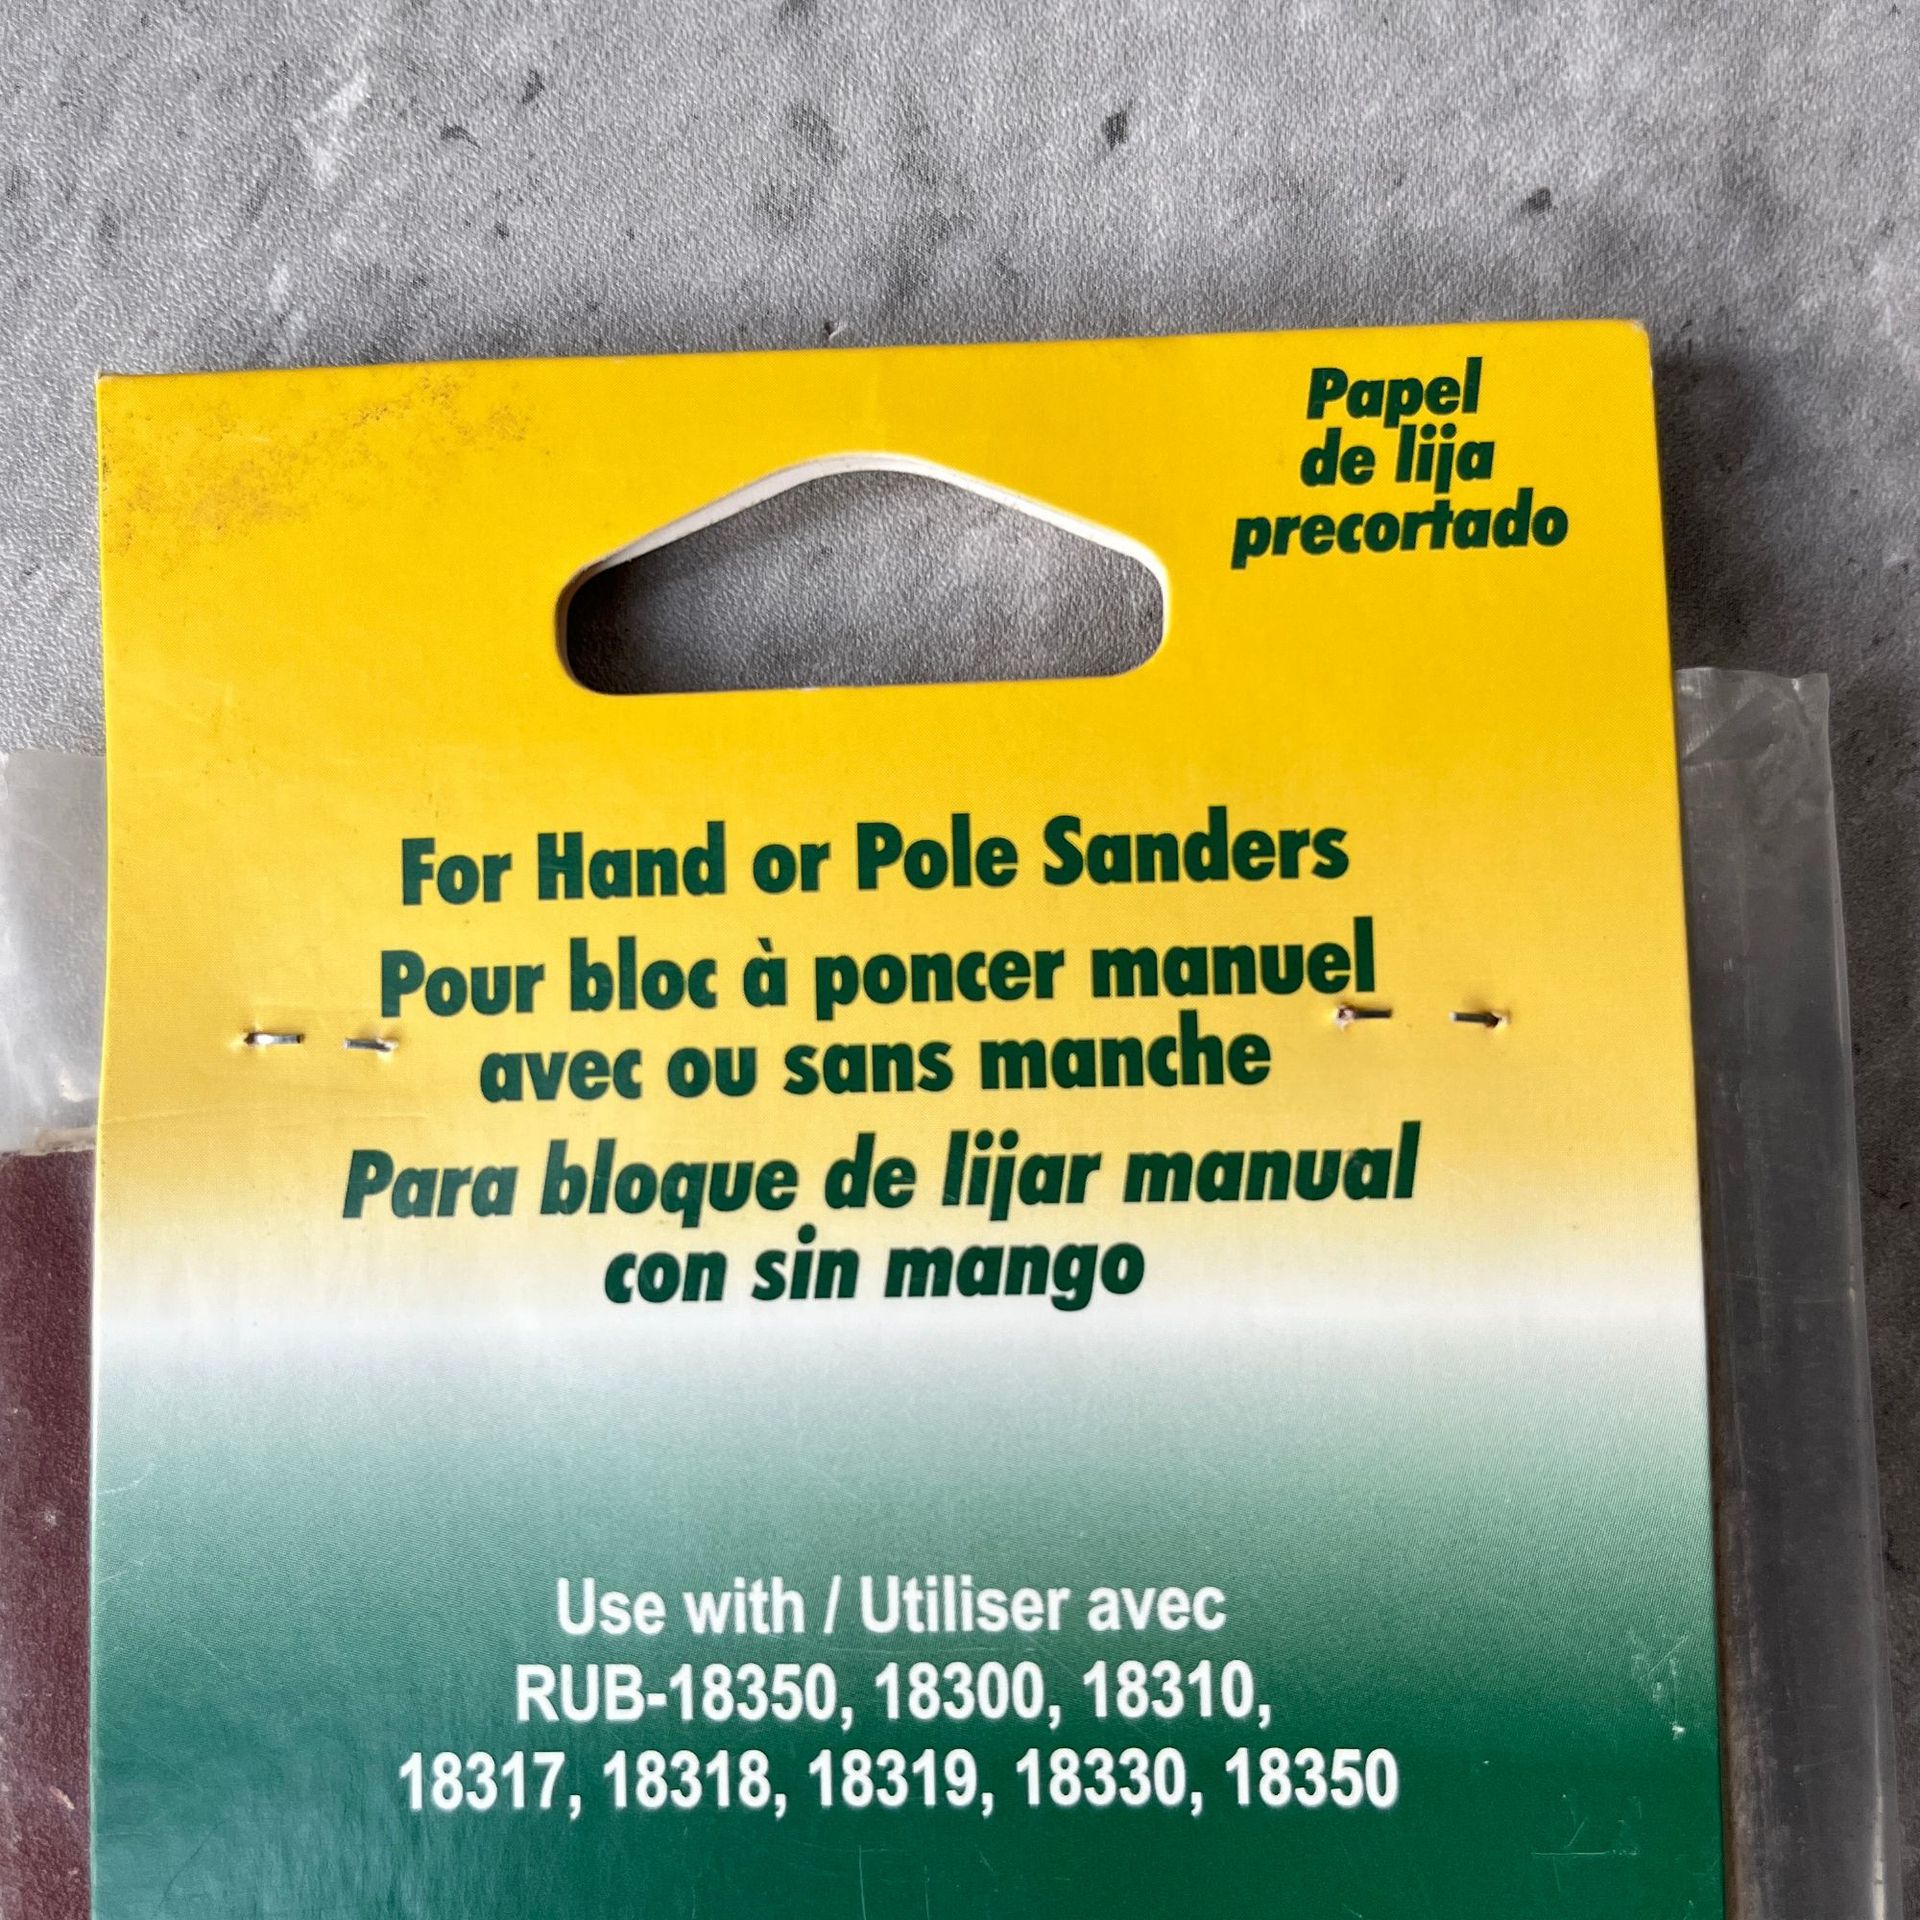 Papel
de lija
precortado
For Hand or Pole Sanders
Pour bloc à poncer manuel
avec ou sans manche
Para bloque de lijar manual
con sin mango
Use with / Utiliser avec
RUB-18350, 18300, 18310,
18317, 18318, 18319, 18330, 18350